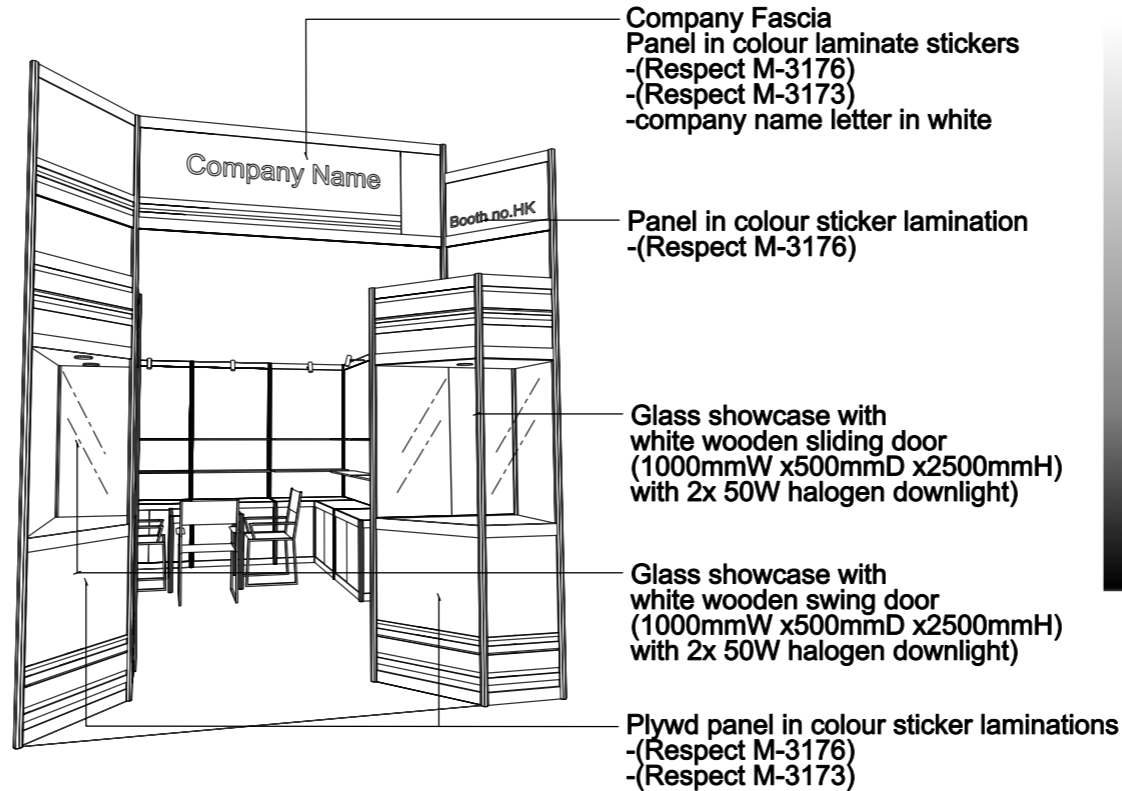 Company Fascia
Panel in colour laminate stickers
-(Respect M-3176)
-(Respect M-3173)
-company name letter in white
Company Name
Booth no.HK
Panel in colour sticker lamination
-(Respect M-3176)
Glass showcase with
white wooden sliding door
(1000mmW x500mmD x2500mmH)
with 2x 50W halogen downlight)
Glass showcase with
white wooden swing door
(1000mmW x500mmD x2500mmH)
with 2x 50W halogen downlight)
Plywd panel in colour sticker laminations
-(Respect M-3176)
-(Respect M-3173)